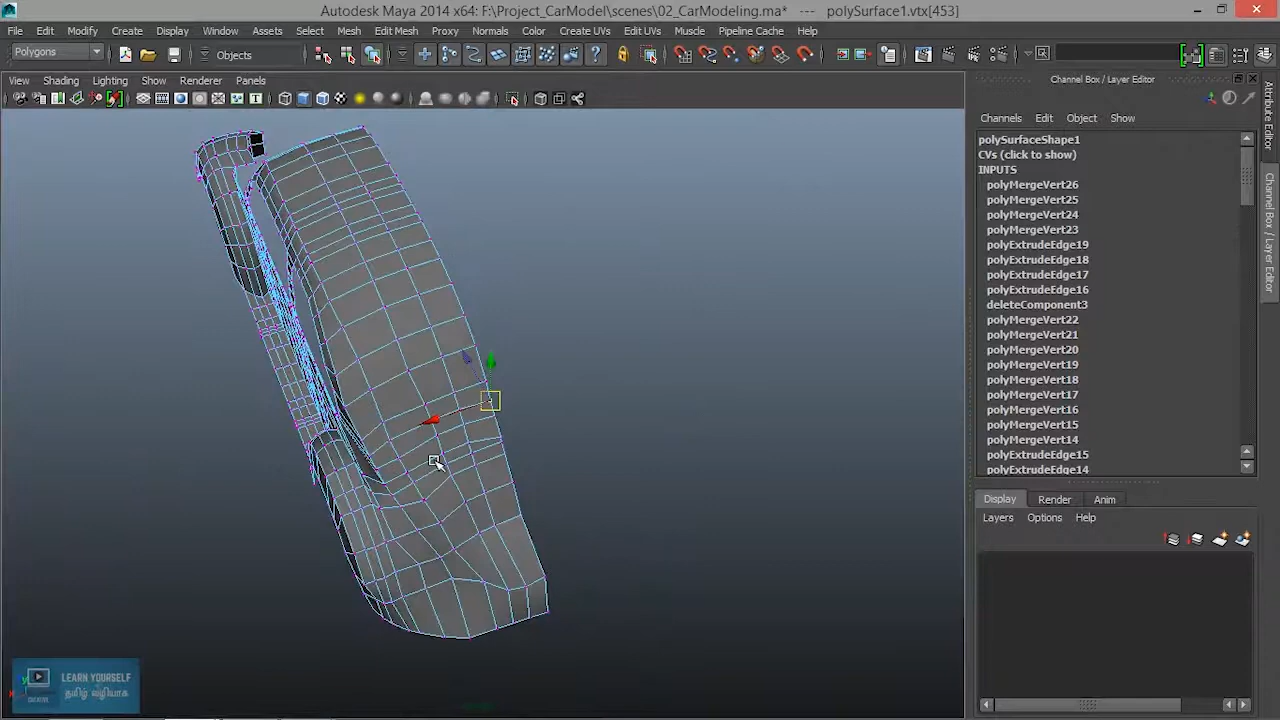 Autodesk Maya 2014 x64: F:\Project_CarModel\scenes\02_CarModeling.ma* --- polySurface1.vtx[453]
File Edit Modify Create Display Window Assets Select Mesh Edit Mesh Proxy Normals Color Create UVs Edit UVs Muscle Pipeline Cache Help
Polygons Objects
View Shading Lighting Show Renderer Panels
Channel Box / Layer Editor
Channels Edit Object Show
polySurfaceShape1
CVs (click to show)
INPUTS
polyMergeVert26
polyMergeVert25
polyMergeVert24
polyMergeVert23
polyExtrudeEdge19
polyExtrudeEdge18
polyExtrudeEdge17
polyExtrudeEdge16
deleteComponent3
polyMergeVert22
polyMergeVert21
polyMergeVert20
polyMergeVert19
polyMergeVert18
polyMergeVert17
polyMergeVert16
polyMergeVert15
polyMergeVert14
polyExtrudeEdge15
polyExtrudeEdge14
Display Render Anim
Layers Options Help
Attribute Editor
Channel Box / Layer Editor
LEARN YOURSELF
தமிழ் வழியாக
CREATIVE